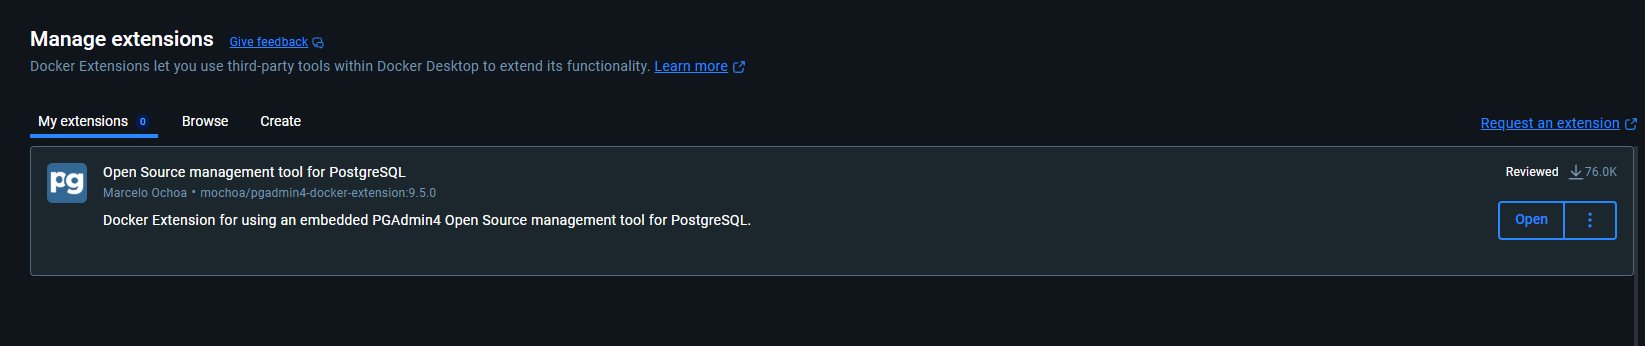 Manage extensions Give feedback
Docker Extensions let you use third-party tools within Docker Desktop to extend its functionality. Learn more
My extensions 0 Browse Create Request an extension
pg Open Source management tool for PostgreSQL Reviewed 76.0K
Marcelo Ochoa • mochoa/pgadmin4-docker-extension:9.5.0
Docker Extension for using an embedded PGAdmin4 Open Source management tool for PostgreSQL. Open